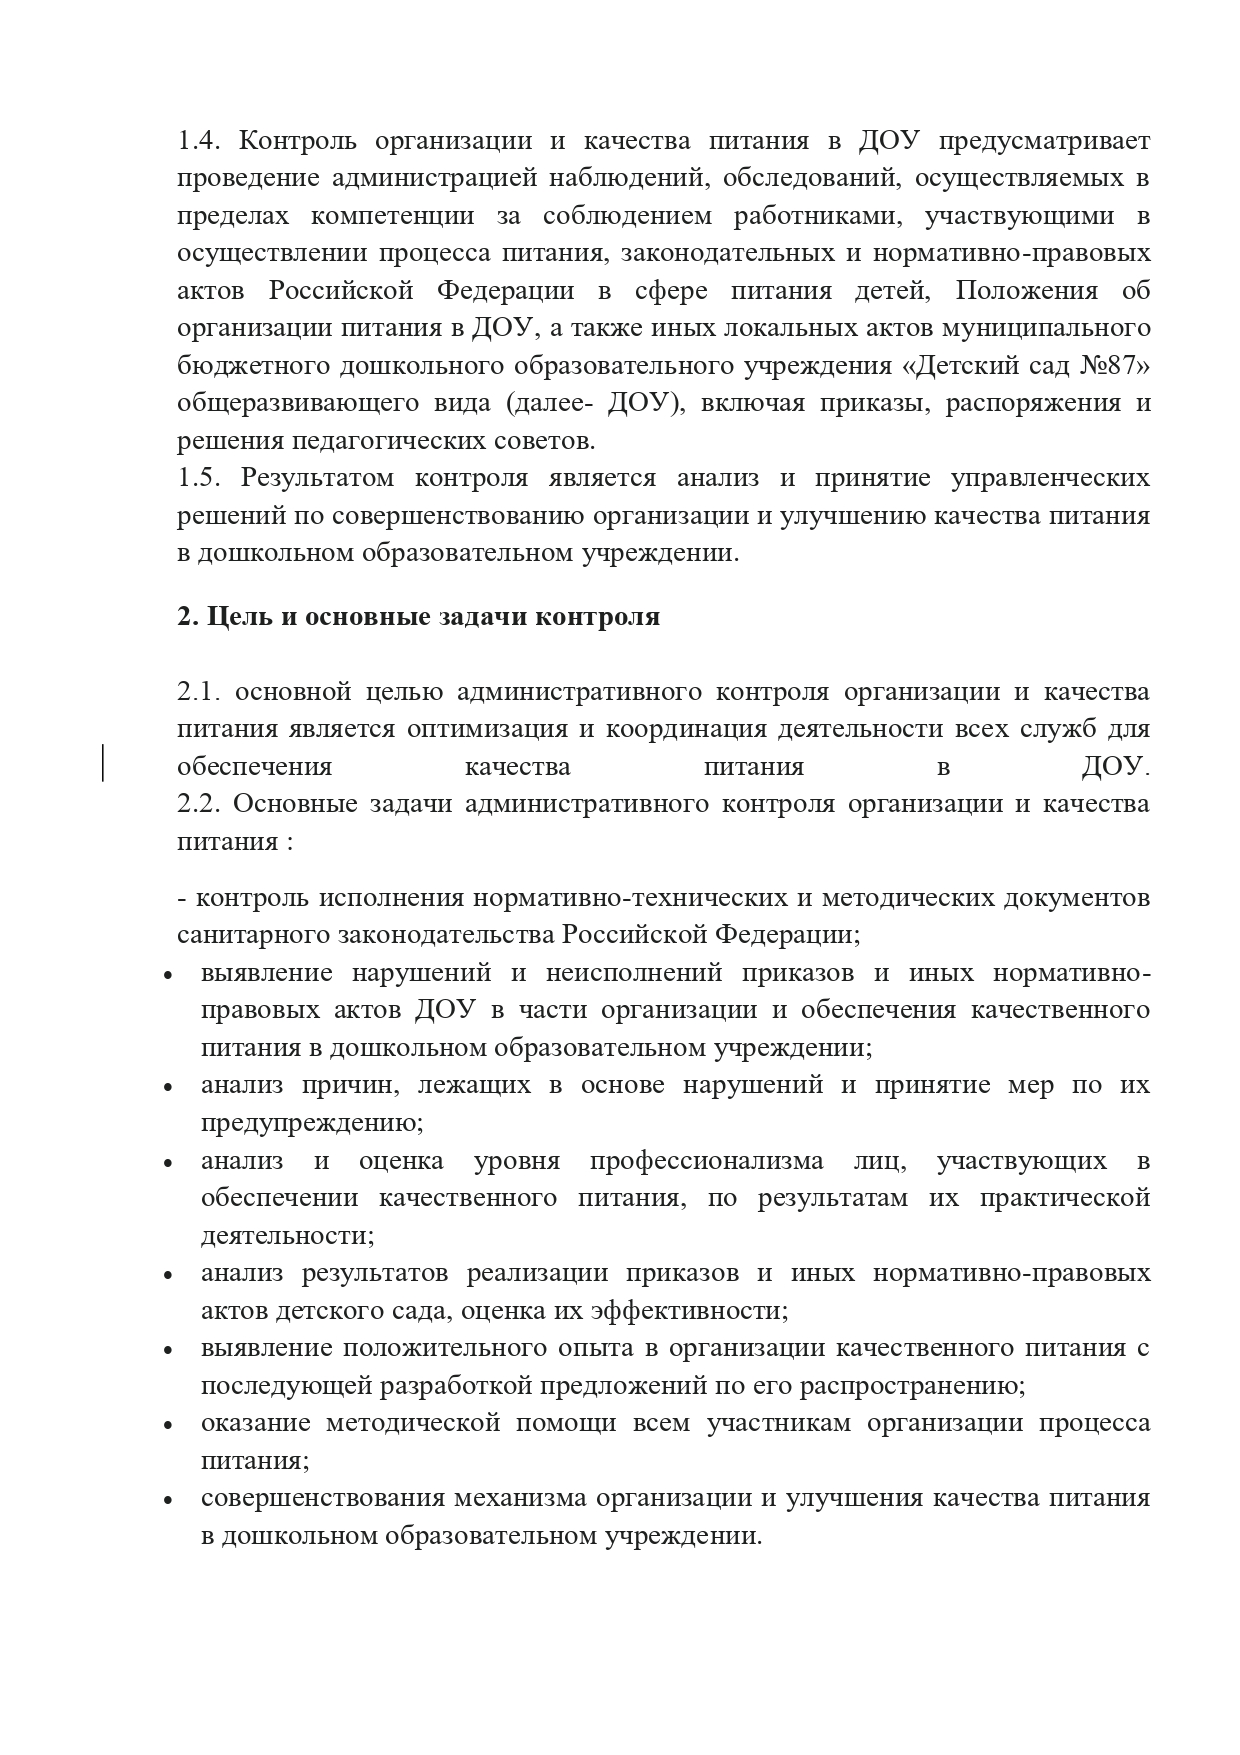 1.4. Контроль организации и качества питания в ДОУ предусматривает
проведение администрацией наблюдений, обследований, осуществляемых в
пределах компетенции за соблюдением работниками, участвующими в
осуществлении процесса питания, законодательных и нормативно-правовых
актов Российской Федерации в сфере питания детей, Положения об
организации питания в ДОУ, а также иных локальных актов муниципального
бюджетного дошкольного образовательного учреждения «Детский сад №87»
общеразвивающего вида (далее- ДОУ), включая приказы, распоряжения и
решения педагогических советов.
1.5. Результатом контроля является анализ и принятие управленческих
решений по совершенствованию организации и улучшению качества питания
в дошкольном образовательном учреждении.
2. Цель и основные задачи контроля
2.1. основной целью административного контроля организации и качества
питания является оптимизация и координация деятельности всех служб для
обеспечения качества питания в ДОУ.
2.2. Основные задачи административного контроля организации и качества
питания :
- контроль исполнения нормативно-технических и методических документов
санитарного законодательства Российской Федерации;
• выявление нарушений и неисполнений приказов и иных нормативно-
правовых актов ДОУ в части организации и обеспечения качественного
питания в дошкольном образовательном учреждении;
• анализ причин, лежащих в основе нарушений и принятие мер по их
предупреждению;
• анализ и оценка уровня профессионализма лиц, участвующих в
обеспечении качественного питания, по результатам их практической
деятельности;
• анализ результатов реализации приказов и иных нормативно-правовых
актов детского сада, оценка их эффективности;
• выявление положительного опыта в организации качественного питания с
последующей разработкой предложений по его распространению;
• оказание методической помощи всем участникам организации процесса
питания;
• совершенствования механизма организации и улучшения качества питания
в дошкольном образовательном учреждении.